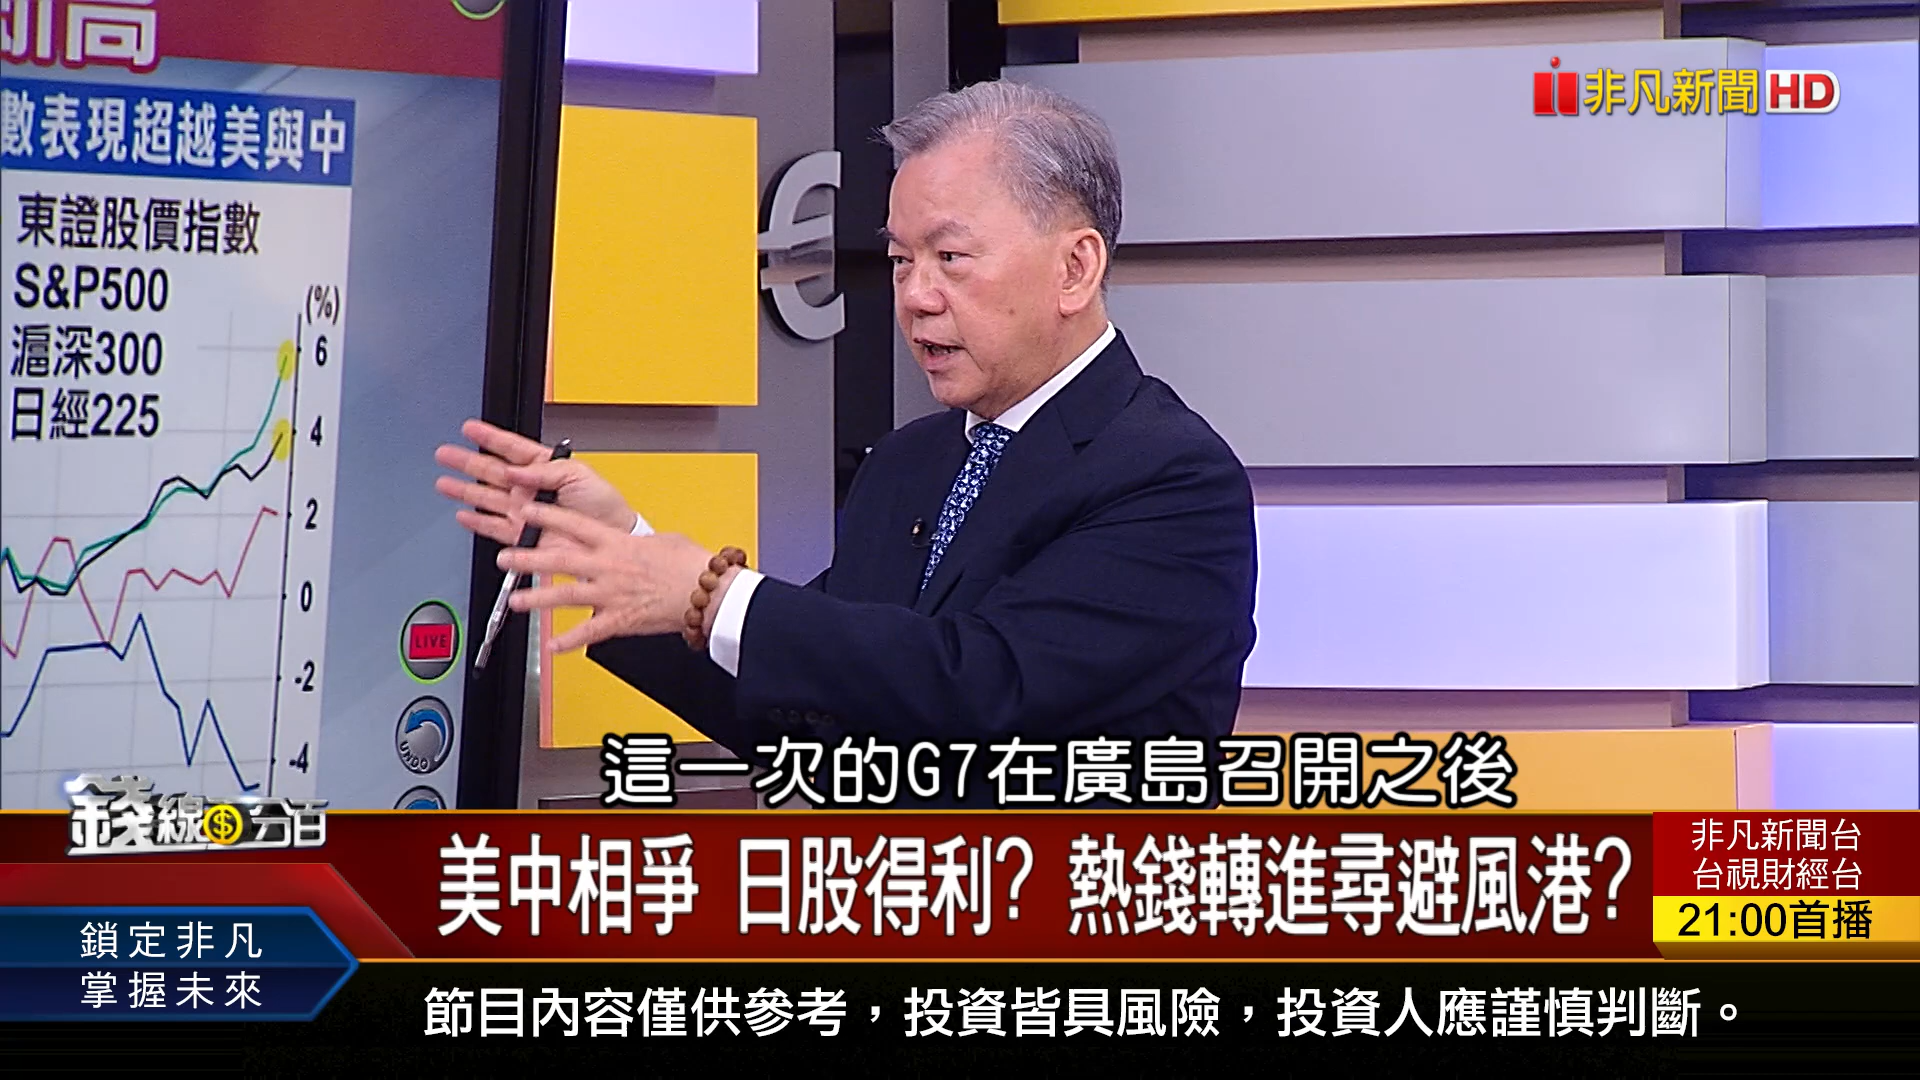 新高
非凡新聞HD
數表現超越美與中
東證股價指數
S&P500
滬深300
日經225
(%)
6
4
2
0
-2
-4
LIVE
UNDO
這一次的G7在廣島召開之後
錢線$分百
美中相爭 日股得利? 熱錢轉進尋避風港?
非凡新聞台
台視財經台
21:00首播
鎖定非凡
掌握未來
節目內容僅供參考，投資皆具風險，投資人應謹慎判斷。